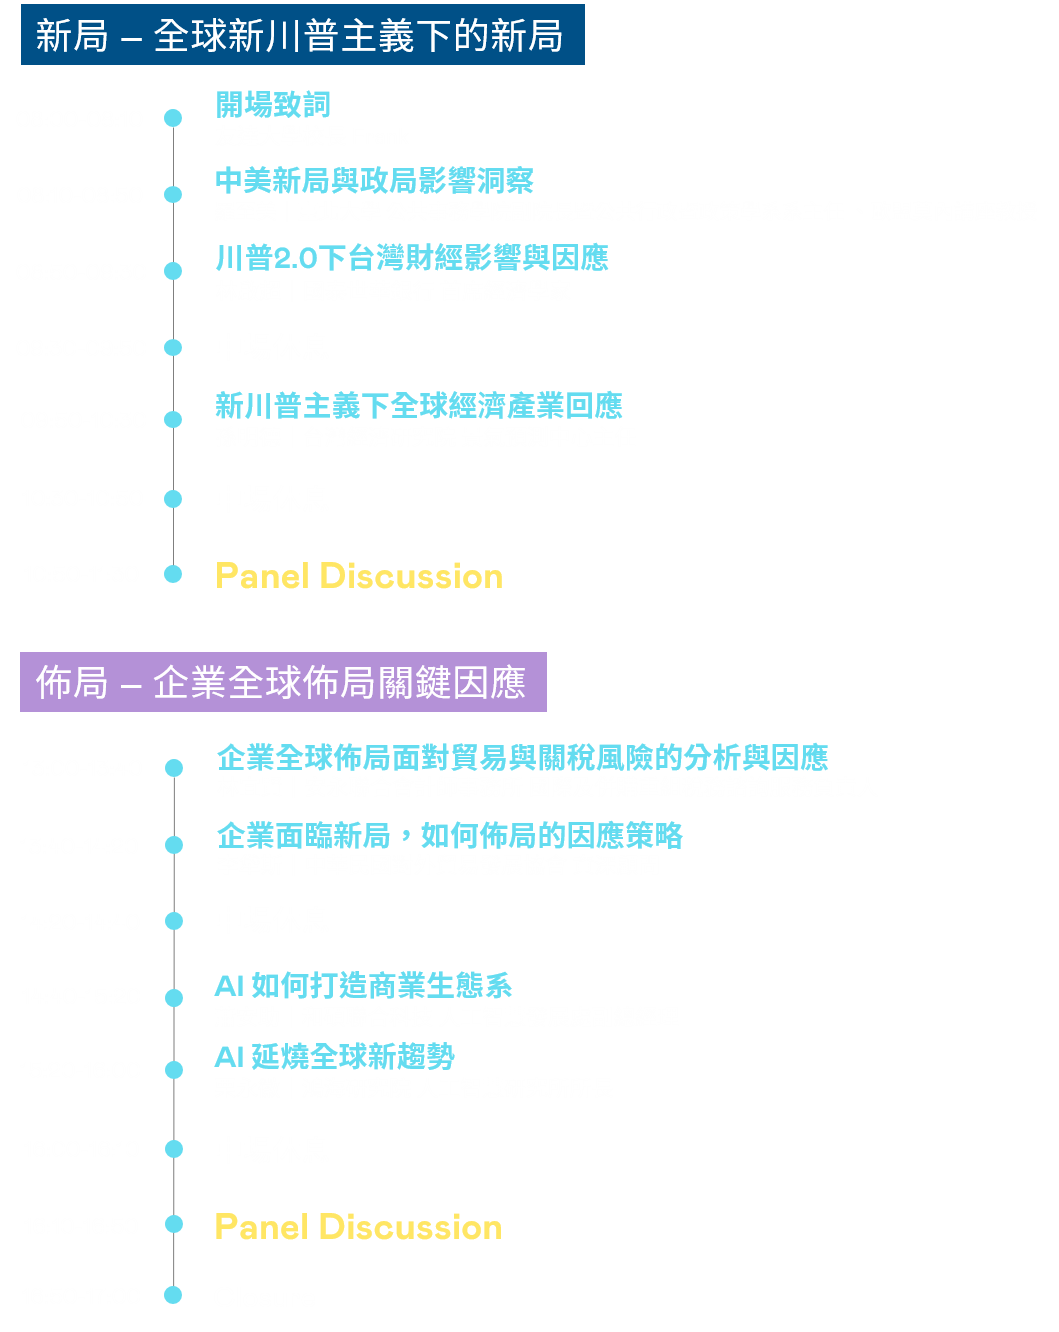 新局 – 全球新川普主義下的新局
開場致詞
中美新局與政局影響洞察
川普2.0下台灣財經影響與因應
新川普主義下全球經濟產業回應
Panel Discussion
佈局 – 企業全球佈局關鍵因應
企業全球佈局面對貿易與關稅風險的分析與因應
企業面臨新局，如何佈局的因應策略
AI 如何打造商業生態系
AI 延燒全球新趨勢
Panel Discussion